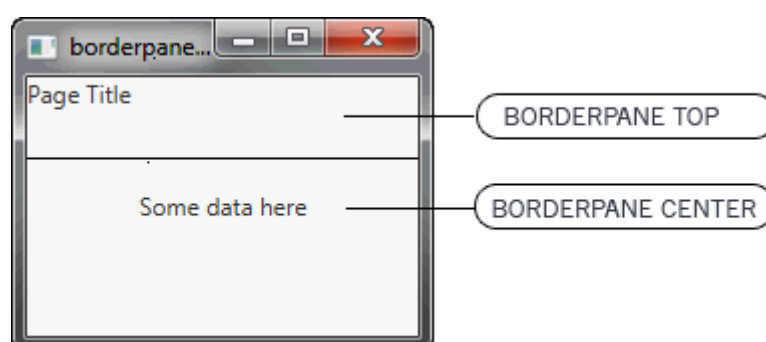 borderpane...
Page Title
BORDERPANE TOP
Some data here
BORDERPANE CENTER